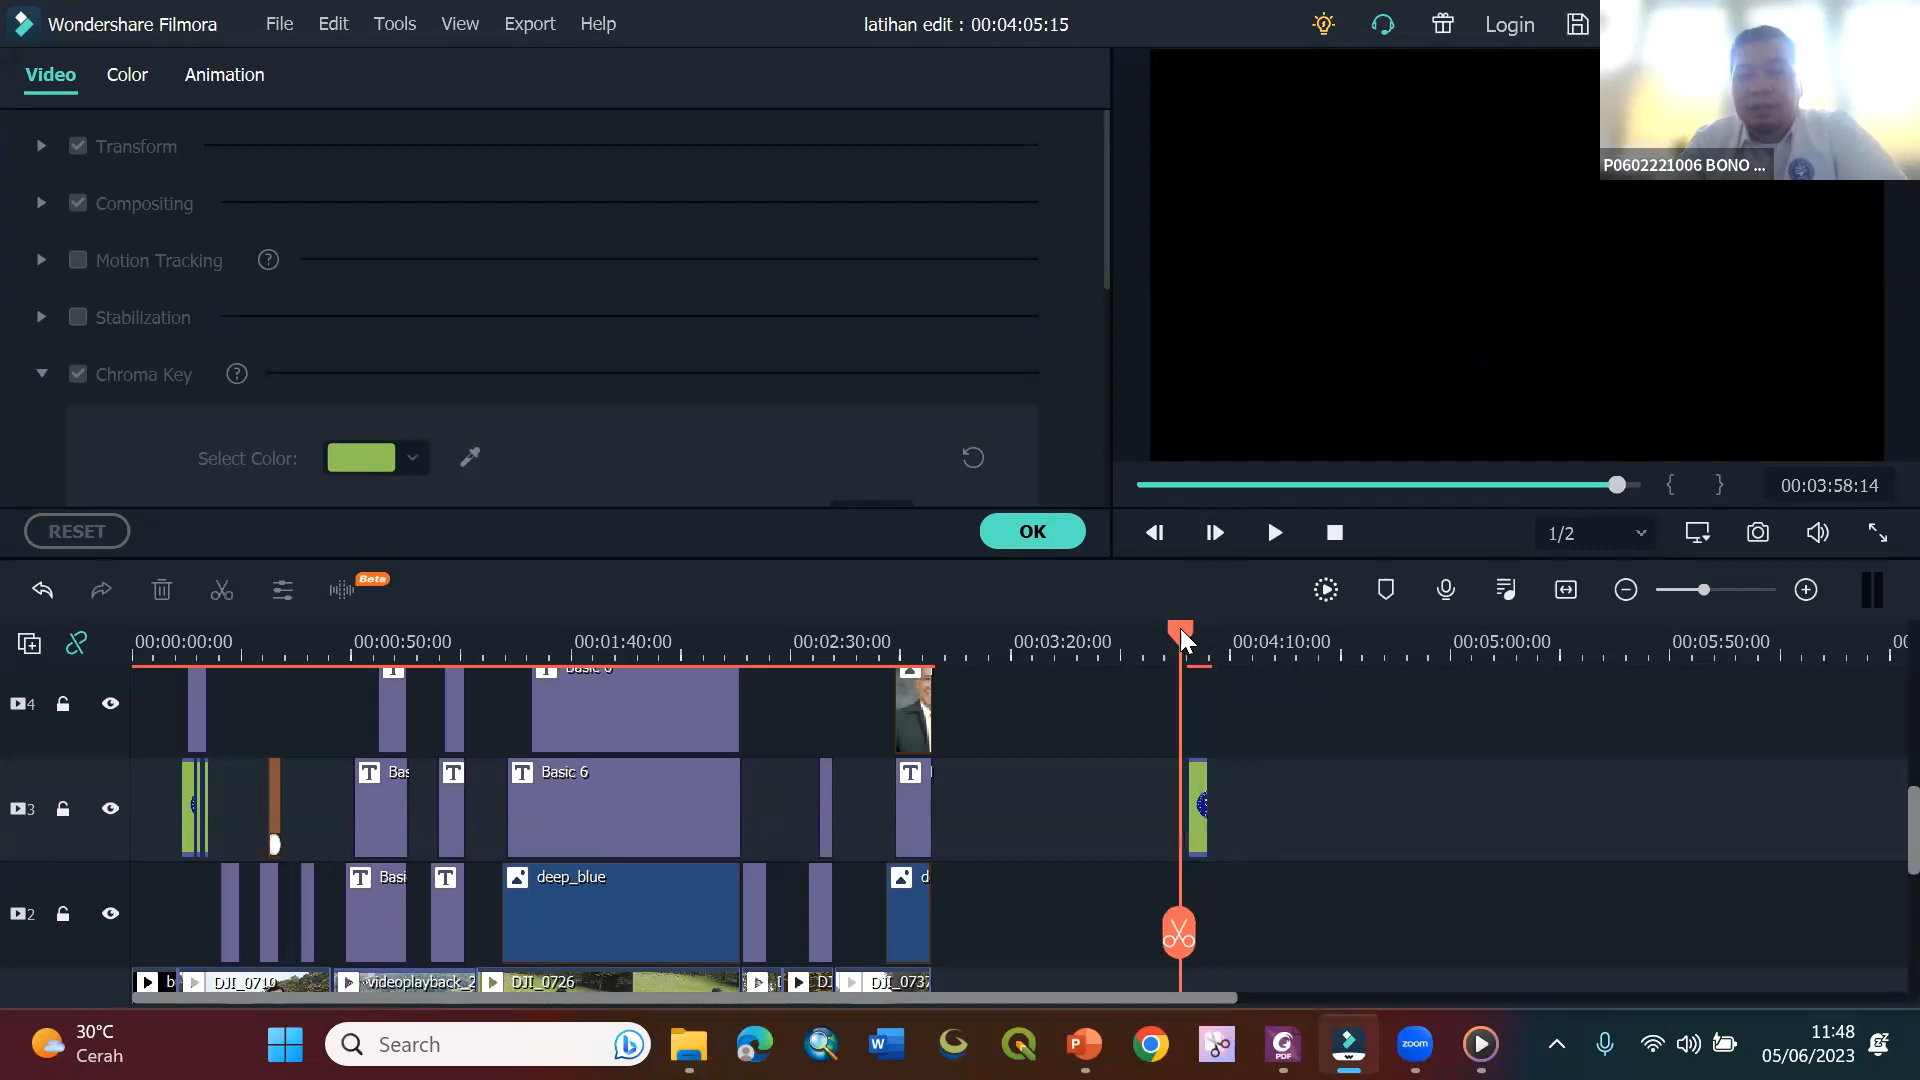 Wondershare Filmora File Edit Tools View Export Help latihan edit : 00:04:05:15 Login
P0602221006 BONO ...
Video Color Animation
Transform
Compositing
Motion Tracking ?
Stabilization
Chroma Key ?
Select Color:
{ } 00:03:58:14
RESET OK 1/2
Beta
00:00:00:00 00:00:50:00 00:01:40:00 00:02:30:00 00:03:20:00 00:04:10:00 00:05:00:00 00:05:50:00 00
4 T T Basic 6
3 T Bas T T Basic 6 T
2 T Basi T deep_blue d
b DJI_0710 videoplayback_2 DJI_0726 DJ DJI_0737
30°C
Cerah
Search
W P PDF zoom
11:48
05/06/2023